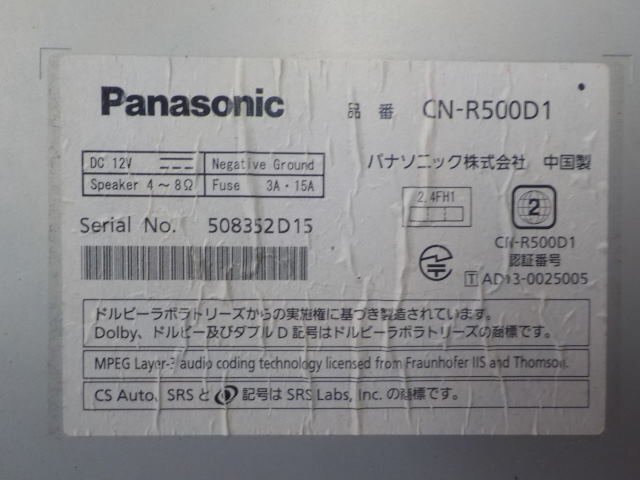 Panasonic 品番 CN-R500D1
DC 12V Negative Ground
Speaker 4～8Ω Fuse 3A・15A
パナソニック株式会社 中国製
2.4FH1
2
Serial No. 508352D15
CN-R500D1
認証番号
T AD13-0025005
ドルビーラボラトリーズからの実施権に基づき製造されています。
Dolby、ドルビー及びダブルD記号はドルビーラボラトリーズの商標です。
MPEG Layer-3 audio coding technology licensed from Fraunhofer IIS and Thomson.
CS Auto、SRSと 記号は SRS Labs, Inc. の商標です。